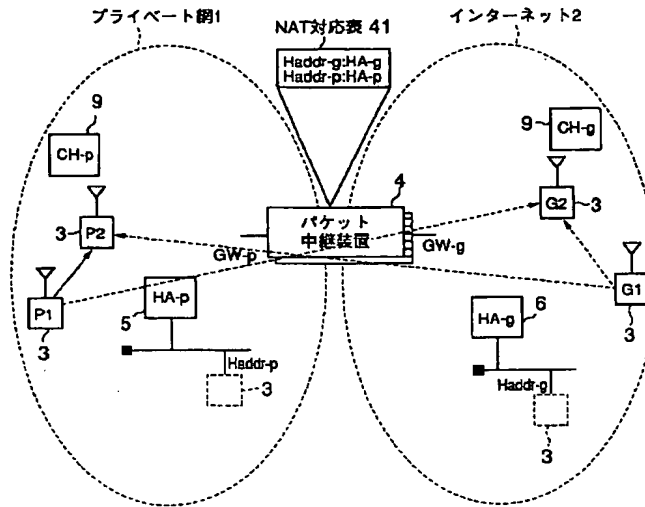 プライベート網1
インターネット2
NAT対応表 41
Haddr-g:HA-g
Haddr-p:HA-p
9
CH-p
9
CH-g
4
パケット
中継装置
GW-p
GW-g
3
P2
G2
3
P1
3
HA-p
5
Haddr-p
3
HA-g
6
Haddr-g
3
G1
3